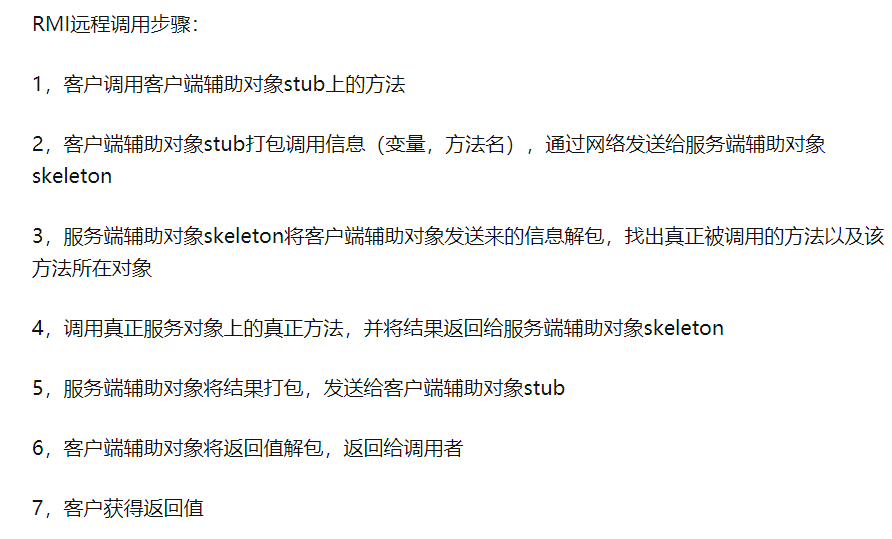 RMI远程调用步骤：
1，客户调用客户端辅助对象stub上的方法
2，客户端辅助对象stub打包调用信息（变量，方法名），通过网络发送给服务端辅助对象
skeleton
3，服务端辅助对象skeleton将客户端辅助对象发送来的信息解包，找出真正被调用的方法以及该
方法所在对象
4，调用真正服务对象上的真正方法，并将结果返回给服务端辅助对象skeleton
5，服务端辅助对象将结果打包，发送给客户端辅助对象stub
6，客户端辅助对象将返回值解包，返回给调用者
7，客户获得返回值